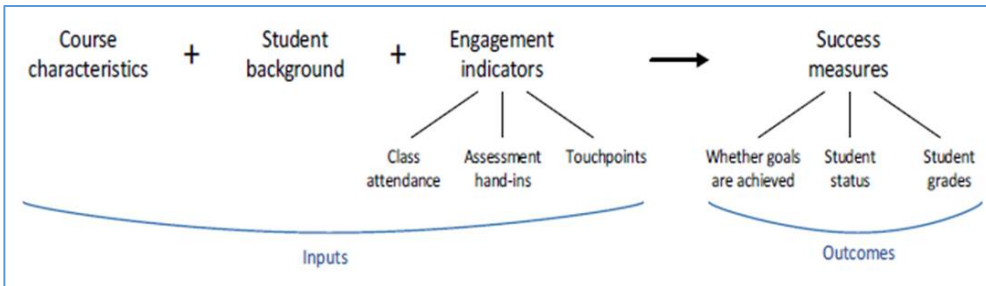 Course
characteristics
+
Student
background
+
Engagement
indicators
Success
measures
Class
attendance
Assessment
hand-ins
Touchpoints
Whether goals
are achieved
Student
status
Student
grades
Inputs
Outcomes